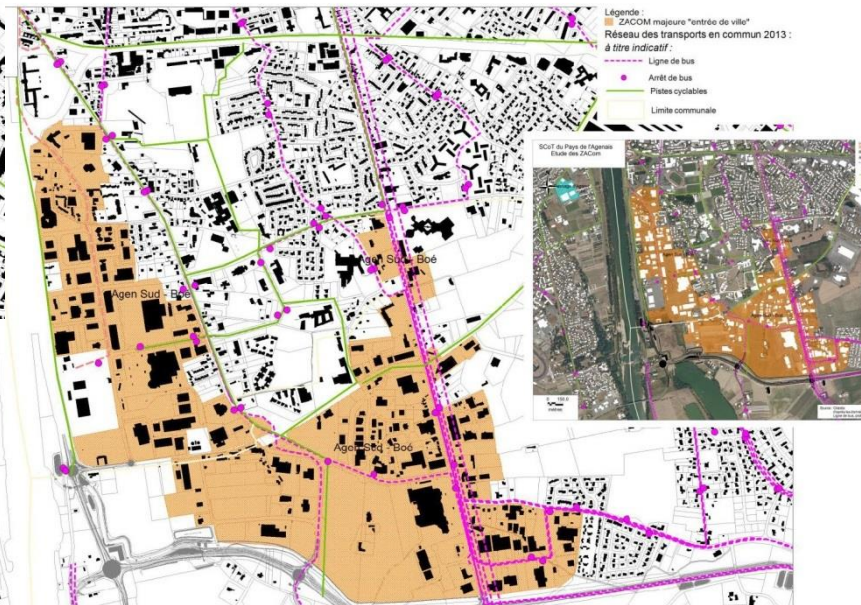 Légende :
ZACOM majeure "entrée de ville"
Réseau des transports en commun 2013 :
à titre indicatif :
Ligne de bus
Arrêt de bus
Pistes cyclables
Limite communale
SCoT du Pays de l'Agenais
Etude des ZACom
Agen Sud - Boé
Agen Sud - Boé
Agen Sud - Boé